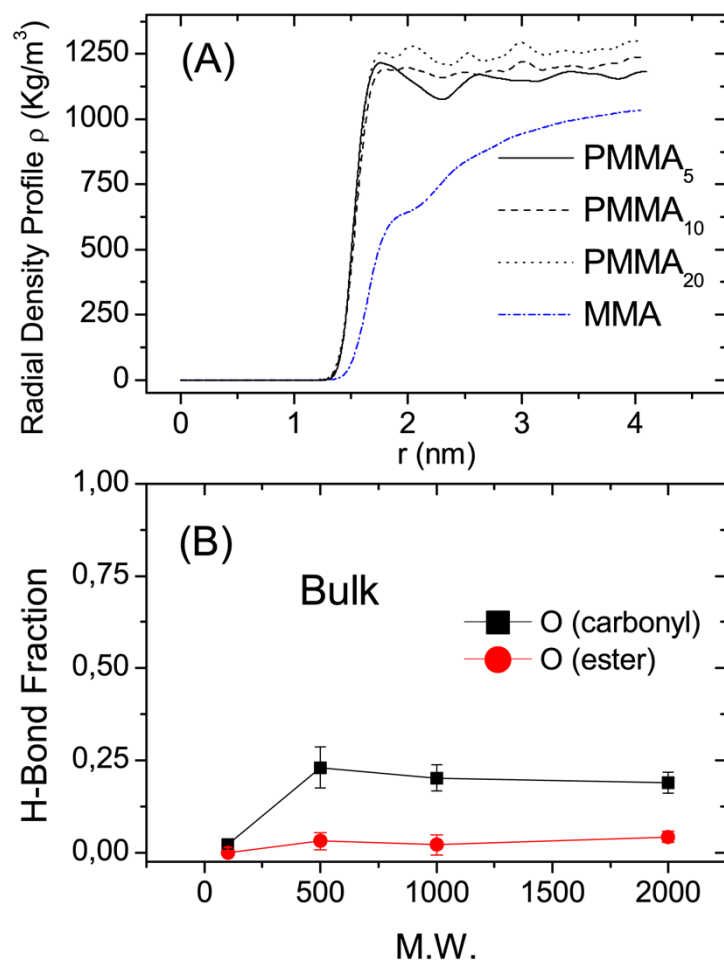 (A)
Radial Density Profile ρ (Kg/m³)
1250
1000
750
500
250
0
PMMA₅
PMMA₁₀
PMMA₂₀
MMA
0 1 2 3 4
r (nm)
(B)
Bulk
H-Bond Fraction
1,00
0,75
0,50
0,25
0,00
O (carbonyl)
O (ester)
0 500 1000 1500 2000
M.W.